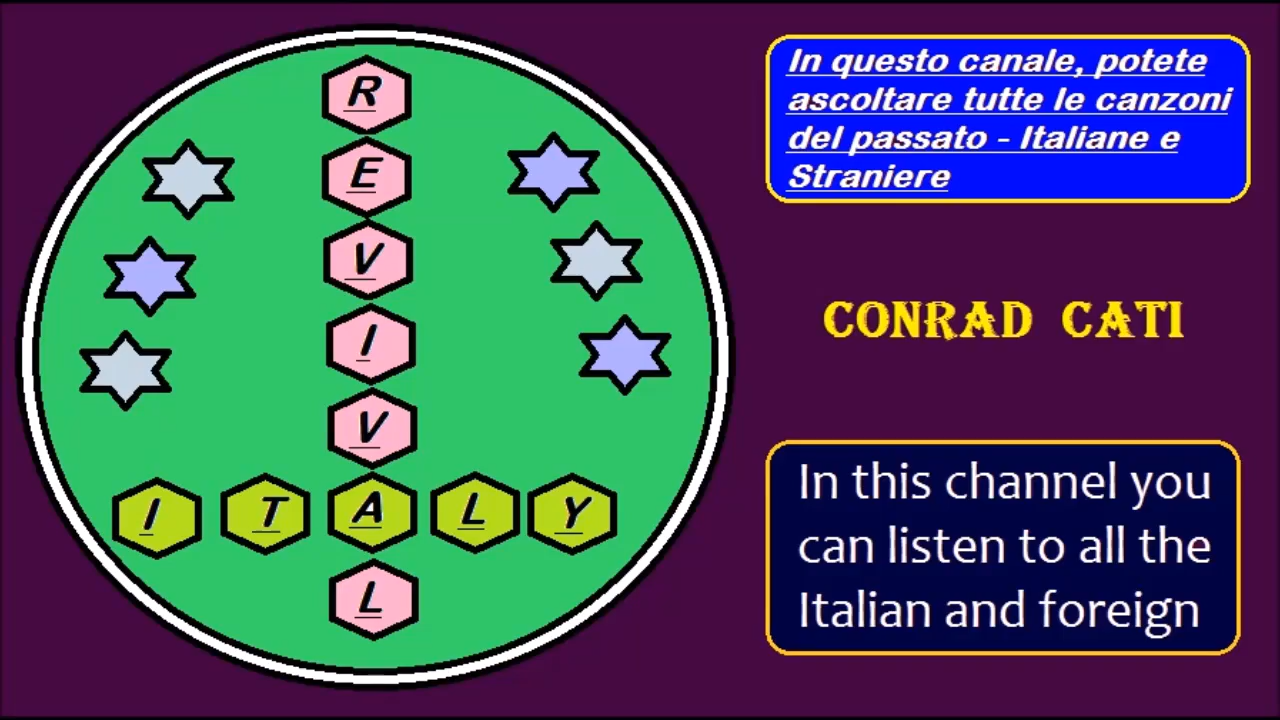 R
E
V
I
V
I T A L Y
L
In questo canale, potete
ascoltare tutte le canzoni
del passato - Italiane e
Straniere
CONRAD CATI
In this channel you
can listen to all the
Italian and foreign